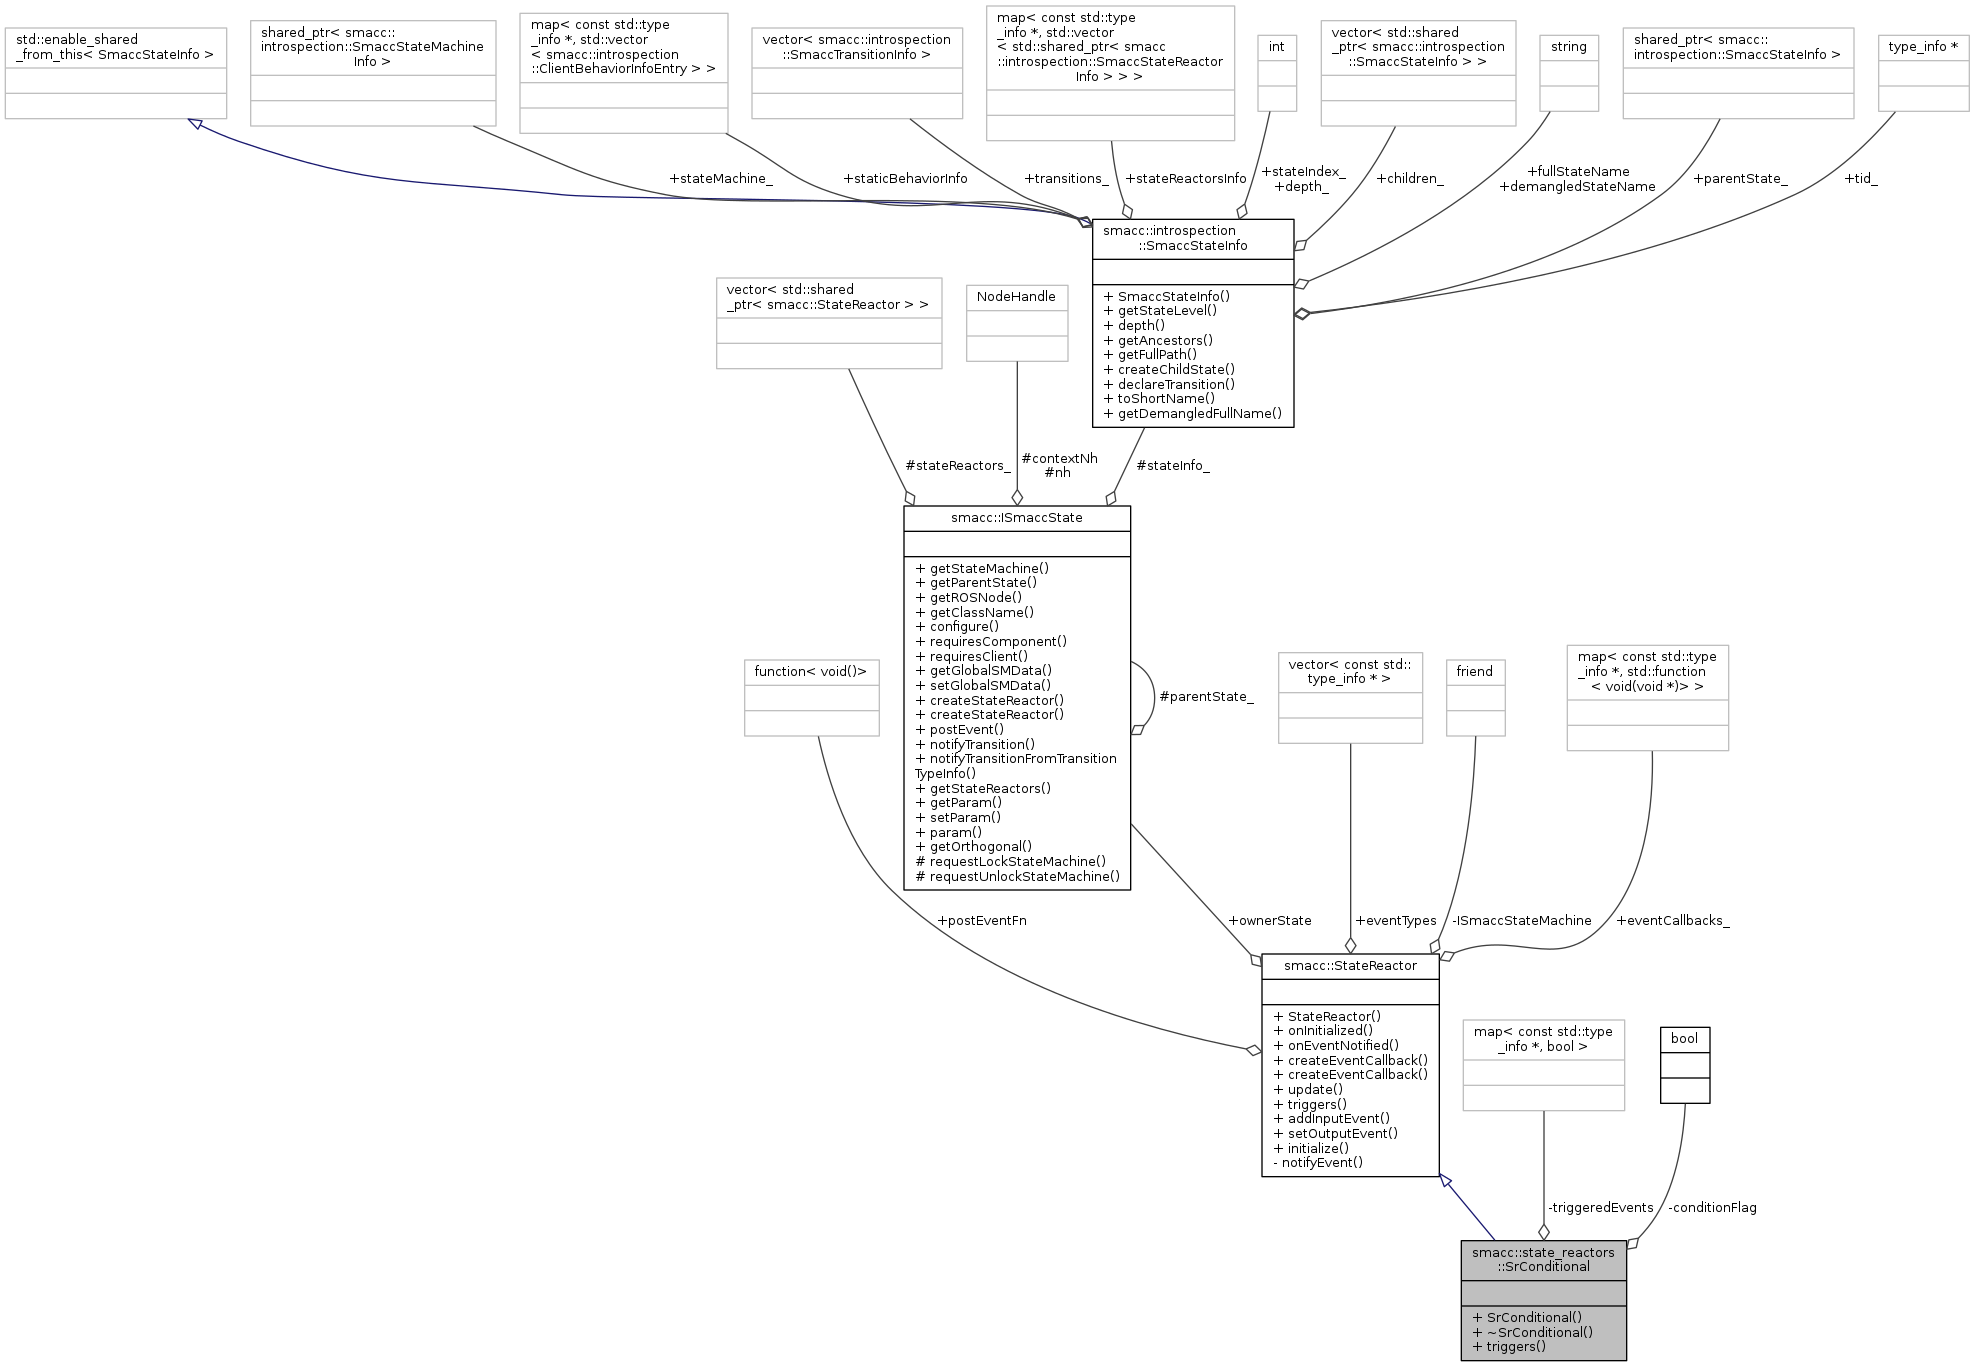 std::enable_shared
_from_this< SmaccStateInfo >
shared_ptr< smacc::
introspection::SmaccStateMachine
Info >
map< const std::type
_info *, std::vector
< smacc::introspection
::ClientBehaviorInfoEntry > >
vector< smacc::introspection
::SmaccTransitionInfo >
map< const std::type
_info *, std::vector
< std::shared_ptr< smacc
::introspection::SmaccStateReactor
Info > > >
int
vector< std::shared
_ptr< smacc::introspection
::SmaccStateInfo > >
string
shared_ptr< smacc::
introspection::SmaccStateInfo >
type_info *
+stateMachine_
+staticBehaviorInfo
+transitions_
+stateReactorsInfo
+stateIndex_
+depth_
+children_
+fullStateName
+demangledStateName
+parentState_
+tid_
smacc::introspection
::SmaccStateInfo
+ SmaccStateInfo()
+ getStateLevel()
+ depth()
+ getAncestors()
+ getFullPath()
+ createChildState()
+ declareTransition()
+ toShortName()
+ getDemangledFullName()
vector< std::shared
_ptr< smacc::StateReactor > >
NodeHandle
#stateReactors_
#contextNh
#nh
#stateInfo_
smacc::ISmaccState
+ getStateMachine()
+ getParentState()
+ getROSNode()
+ getClassName()
+ configure()
+ requiresComponent()
+ requiresClient()
+ getGlobalSMData()
+ setGlobalSMData()
+ createStateReactor()
+ createStateReactor()
+ postEvent()
+ notifyTransition()
+ notifyTransitionFromTransition
TypeInfo()
+ getStateReactors()
+ getParam()
+ setParam()
+ param()
+ getOrthogonal()
# requestLockStateMachine()
# requestUnlockStateMachine()
#parentState_
function< void()>
vector< const std::
type_info * >
friend
map< const std::type
_info *, std::function
< void(void *)> >
+postEventFn
+ownerState
+eventTypes
-ISmaccStateMachine
+eventCallbacks_
smacc::StateReactor
+ StateReactor()
+ onInitialized()
+ onEventNotified()
+ createEventCallback()
+ createEventCallback()
+ update()
+ triggers()
+ addInputEvent()
+ setOutputEvent()
+ initialize()
- notifyEvent()
map< const std::type
_info *, bool >
bool
-triggeredEvents
-conditionFlag
smacc::state_reactors
::SrConditional
+ SrConditional()
+ ~SrConditional()
+ triggers()